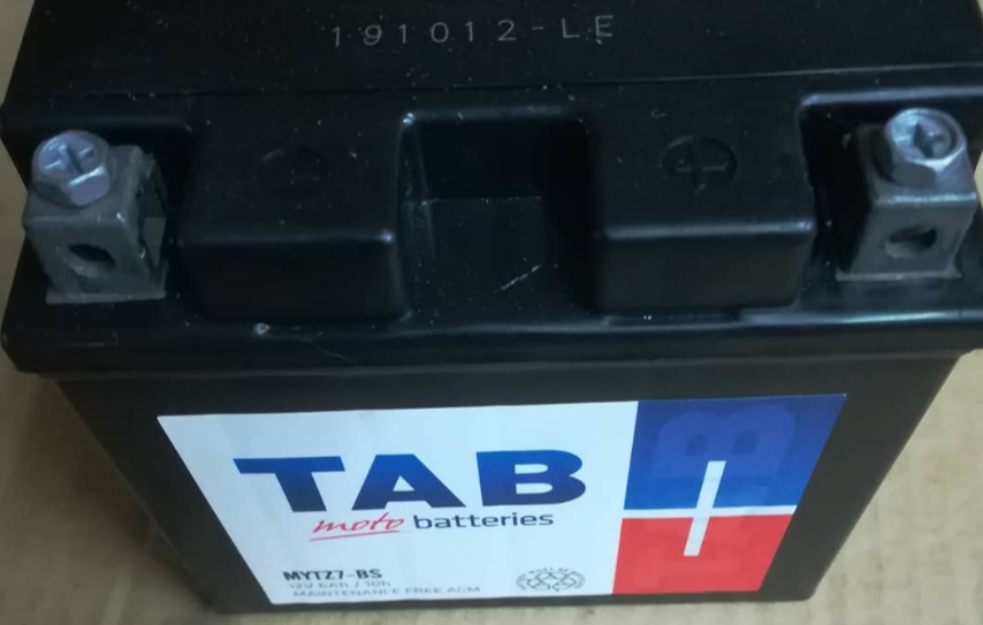 191012-LE
TAB
moto batteries
MYTZ7-BS
12V 6Ah / 10h
MAINTENANCE FREE AGM